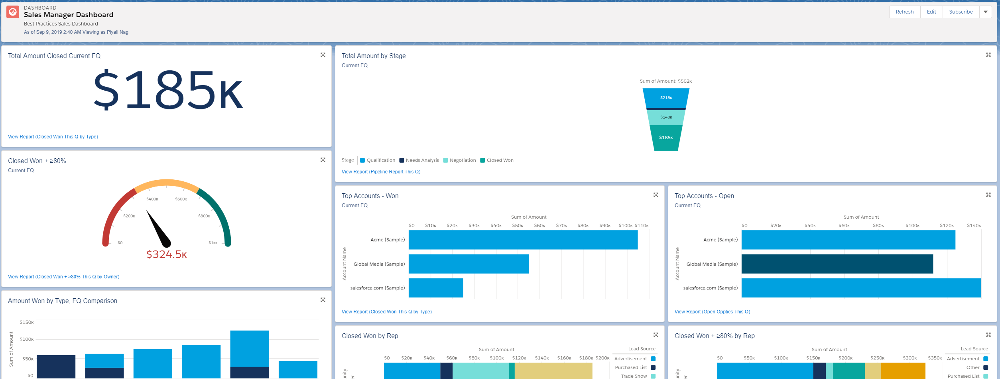 DASHBOARD
Sales Manager Dashboard
Best Practices Sales Dashboard
As of Sep 9, 2019 2:40 AM·Viewing as Piyali Nag
Refresh
Edit
Subscribe
Total Amount Closed Current FQ
$185K
View Report (Closed Won This Q by Type)
Total Amount by Stage
Current FQ
Sum of Amount: $562K
$218K
$140K
$185K
Stage Qualification Needs Analysis Negotiation Closed Won
View Report (Pipeline Report This Q)
Closed Won + ≥80%
Current FQ
$0
$200K
$400K
$600K
$800K
$1KK
$324.5K
View Report (Closed Won + ≥80% This Q by Owner)
Top Accounts - Won
Current FQ
Sum of Amount
$0 $10K $20K $30K $40K $50K $60K $70K $80K $90K $100K $110K
Account Name
Acme (Sample)
Global Media (Sample)
salesforce.com (Sample)
View Report (Closed Won This Q by Type)
Top Accounts - Open
Current FQ
Sum of Amount
$0 $20K $40K $60K $80K $100K $120K $140K
Account Name
Acme (Sample)
Global Media (Sample)
salesforce.com (Sample)
View Report (Open Oppties This Q)
Amount Won by Type, FQ Comparison
Sum of Amount
$150K
$100K
$50K
$0
Closed Won by Rep
Sum of Amount
$0 $20K $40K $60K $80K $100K $120K $140K $160K $180K $200K
Lead Source
Advertisement
Purchased List
Trade Show
Closed Won + ≥80% by Rep
Sum of Amount
$0 $50K $100K $150K $200K $250K $300K $350K
Lead Source
Advertisement
Other
Purchased List